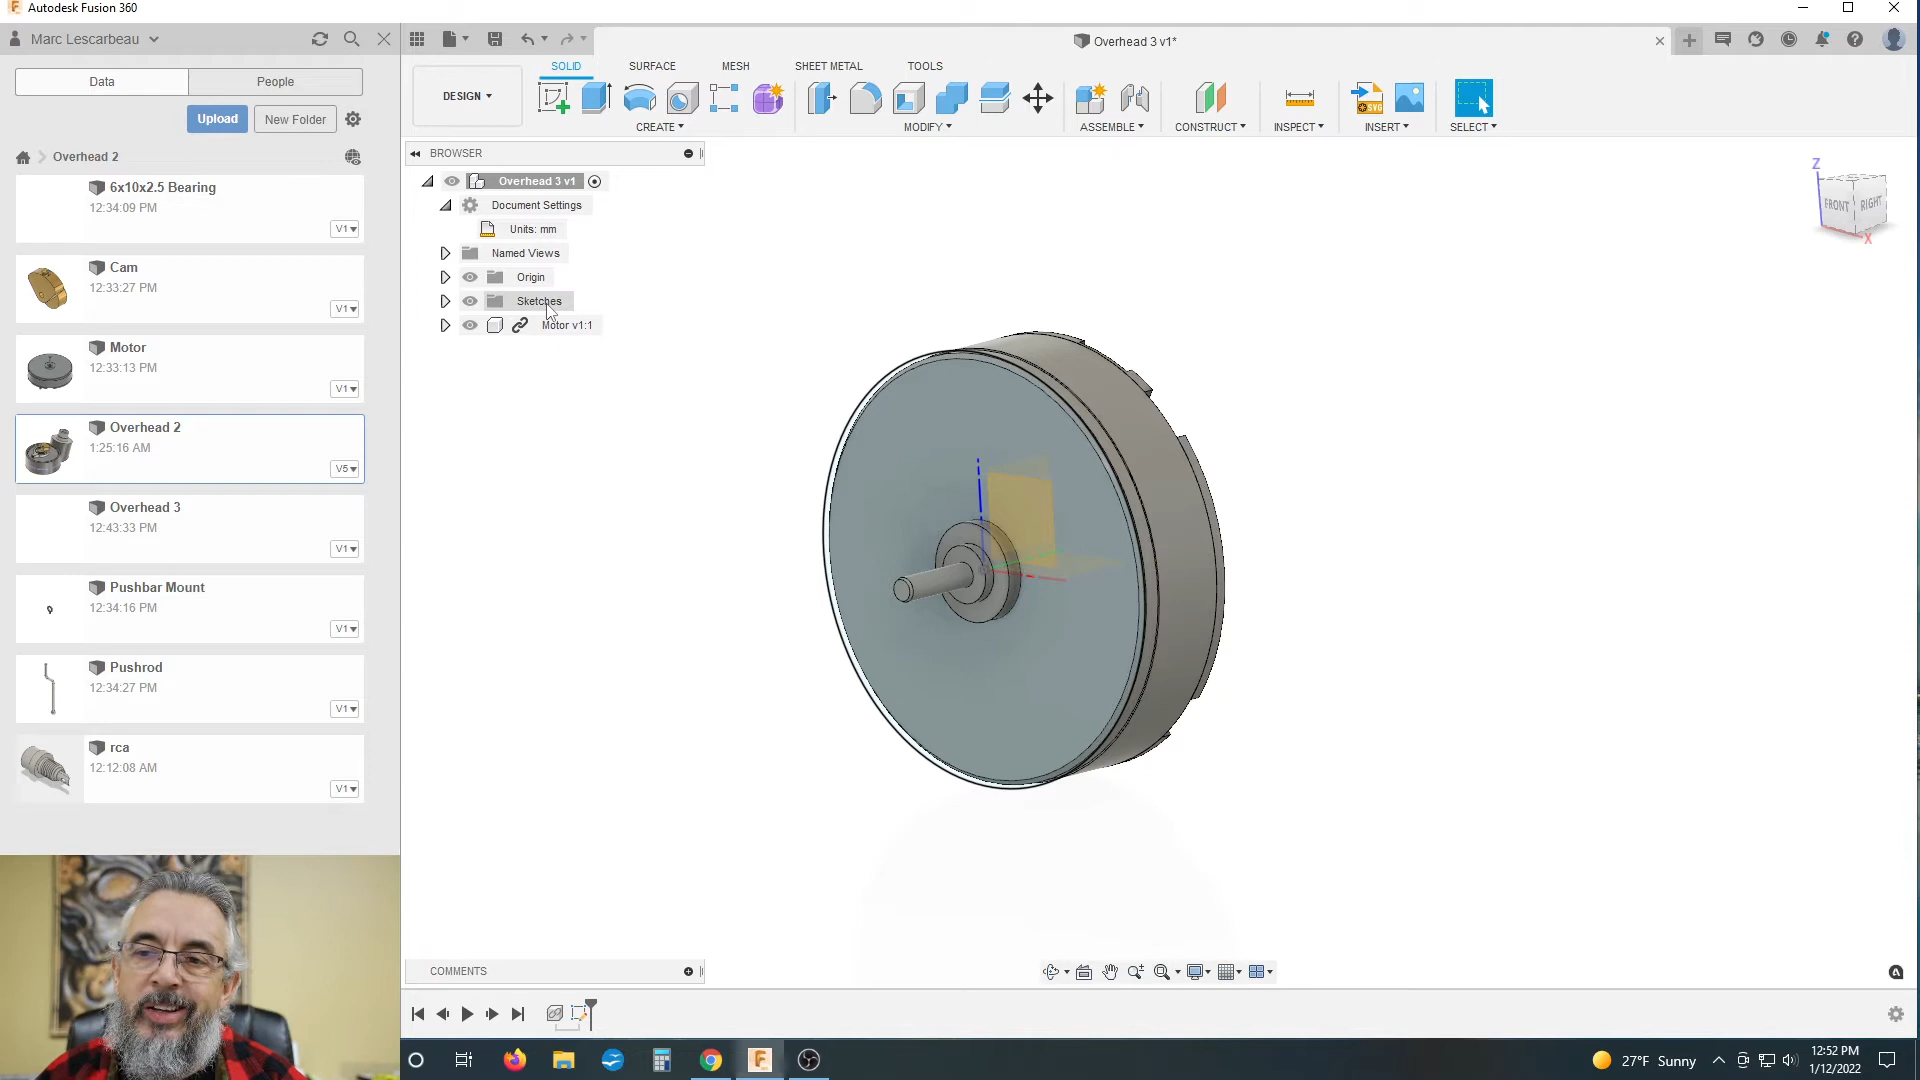 Autodesk Fusion 360
Marc Lescarbeau
Data
People
Upload
New Folder
Overhead 2
6x10x2.5 Bearing
12:34:09 PM
V1
Cam
12:33:27 PM
V1
Motor
12:33:13 PM
V1
Overhead 2
1:25:16 AM
V5
Overhead 3
12:43:33 PM
V1
Pushbar Mount
12:34:16 PM
V1
Pushrod
12:34:27 PM
V1
rca
12:12:08 AM
V1
Overhead 3 v1*
DESIGN
SOLID
SURFACE
MESH
SHEET METAL
TOOLS
CREATE
MODIFY
ASSEMBLE
CONSTRUCT
INSPECT
INSERT
SELECT
BROWSER
Overhead 3 v1
Document Settings
Units: mm
Named Views
Origin
Sketches
Motor v1:1
Z
FRONT
RIGHT
X
COMMENTS
27°F Sunny
12:52 PM
1/12/2022